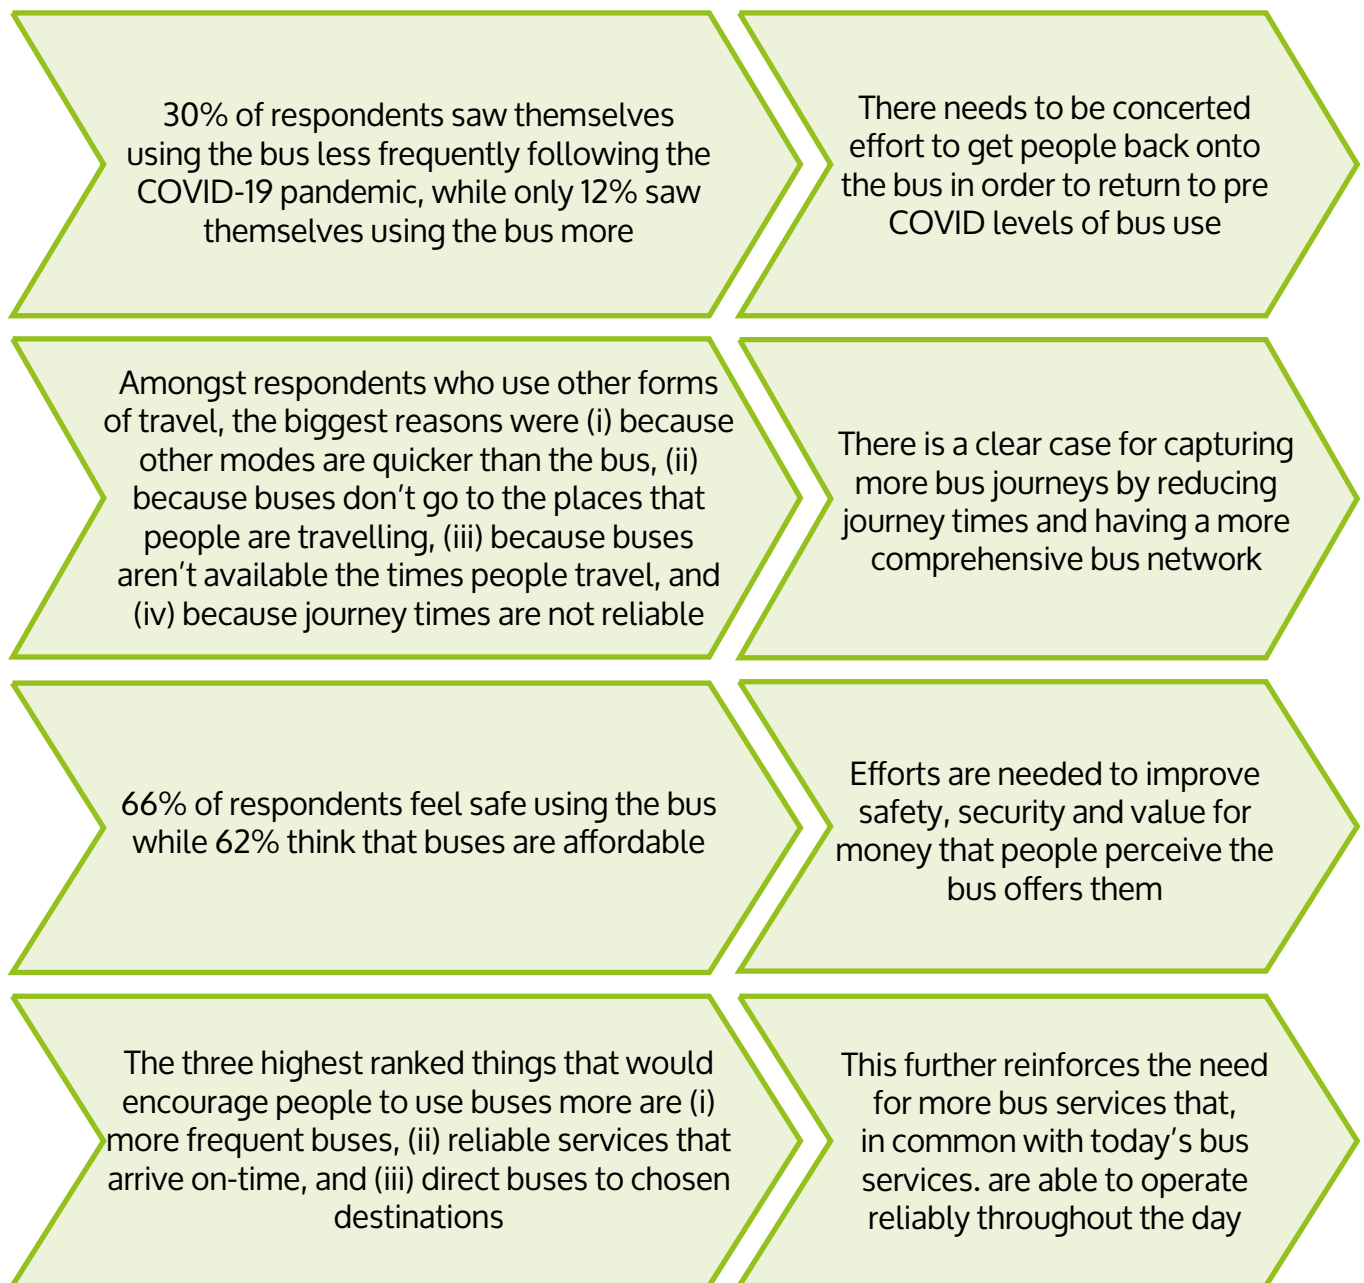 30% of respondents saw themselves
using the bus less frequently following the
COVID-19 pandemic, while only 12% saw
themselves using the bus more
There needs to be concerted
effort to get people back onto
the bus in order to return to pre
COVID levels of bus use
Amongst respondents who use other forms
of travel, the biggest reasons were (i) because
other modes are quicker than the bus, (ii)
because buses don't go to the places that
people are travelling, (iii) because buses
aren't available the times people travel, and
(iv) because journey times are not reliable
There is a clear case for capturing
more bus journeys by reducing
journey times and having a more
comprehensive bus network
66% of respondents feel safe using the bus
while 62% think that buses are affordable
Efforts are needed to improve
safety, security and value for
money that people perceive the
bus offers them
The three highest ranked things that would
encourage people to use buses more are (i)
more frequent buses, (ii) reliable services that
arrive on-time, and (iii) direct buses to chosen
destinations
This further reinforces the need
for more bus services that,
in common with today's bus
services. are able to operate
reliably throughout the day